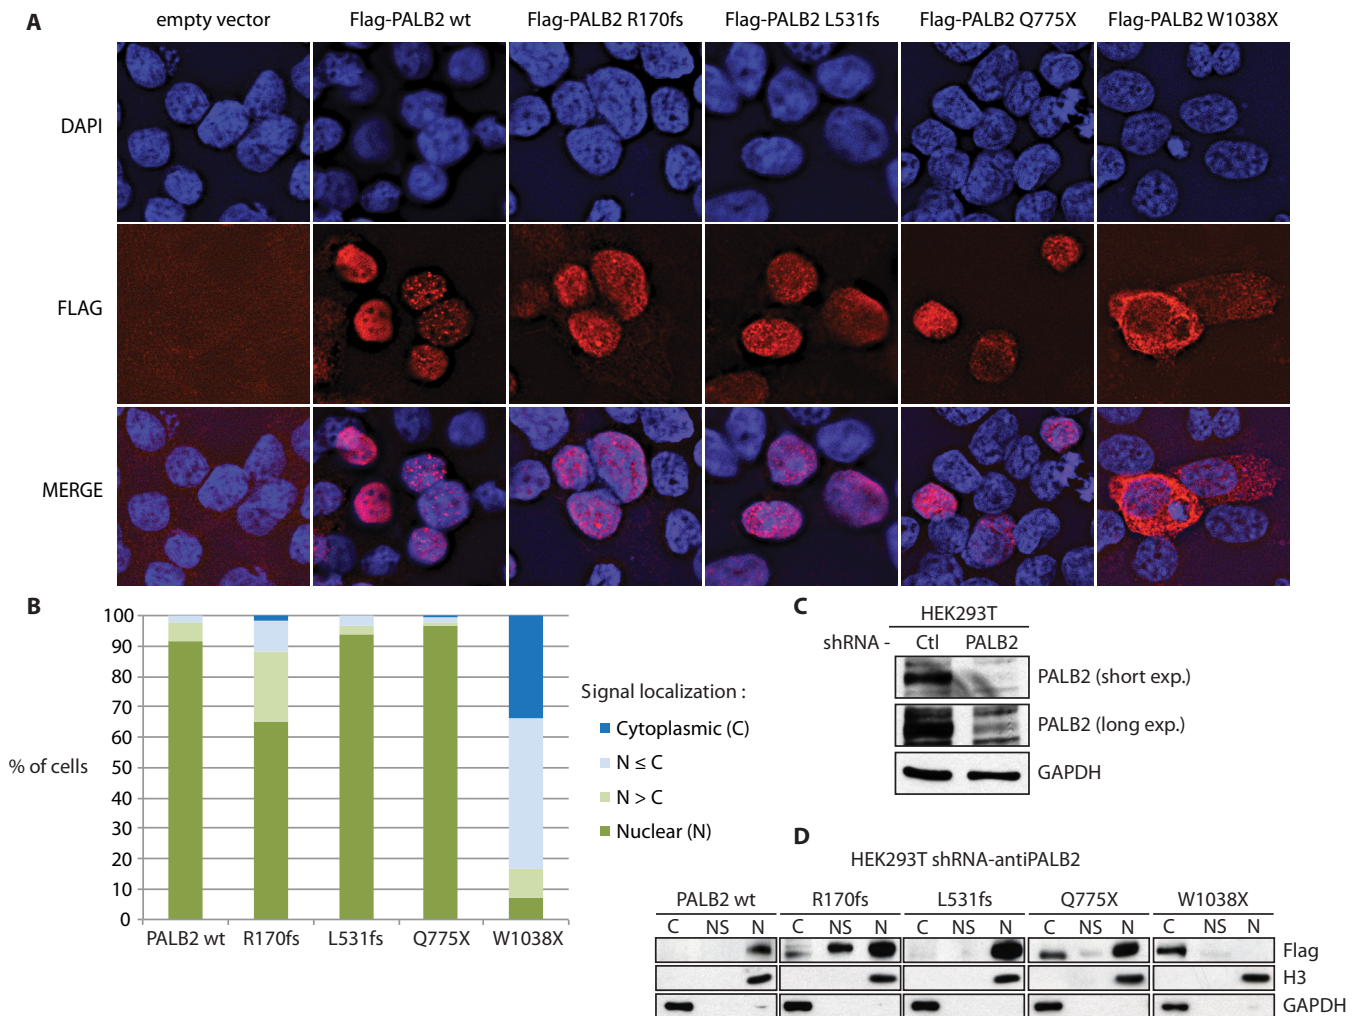 A
empty vector
Flag-PALB2 wt
Flag-PALB2 R170fs
Flag-PALB2 L531fs
Flag-PALB2 Q775X
Flag-PALB2 W1038X
DAPI
FLAG
MERGE
B
100
90
80
70
60
50
40
30
20
10
0
% of cells
PALB2 wt
R170fs
L531fs
Q775X
W1038X
Signal localization :
Cytoplasmic (C)
N ≤ C
N > C
Nuclear (N)
C
HEK293T
shRNA - Ctl PALB2
PALB2 (short exp.)
PALB2 (long exp.)
GAPDH
D
HEK293T shRNA-antiPALB2
PALB2 wt R170fs L531fs Q775X W1038X
C NS N C NS N C NS N C NS N C NS N
Flag
H3
GAPDH